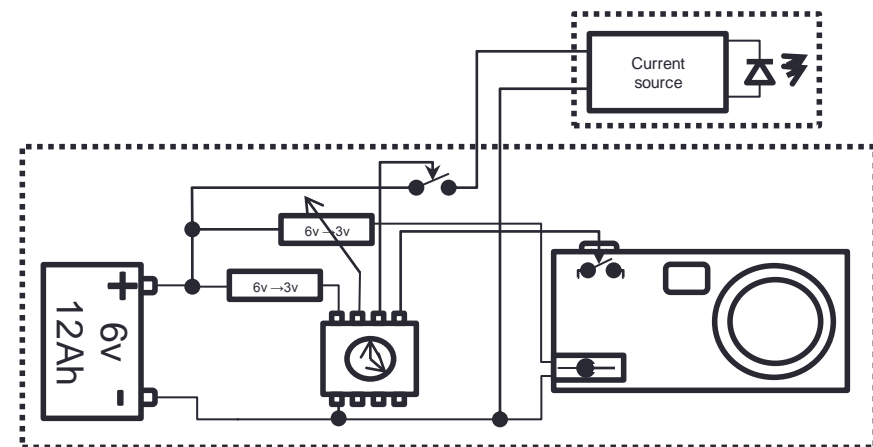 Current
source
6v→3v
6v→3v
+ 6v
- 12Ah